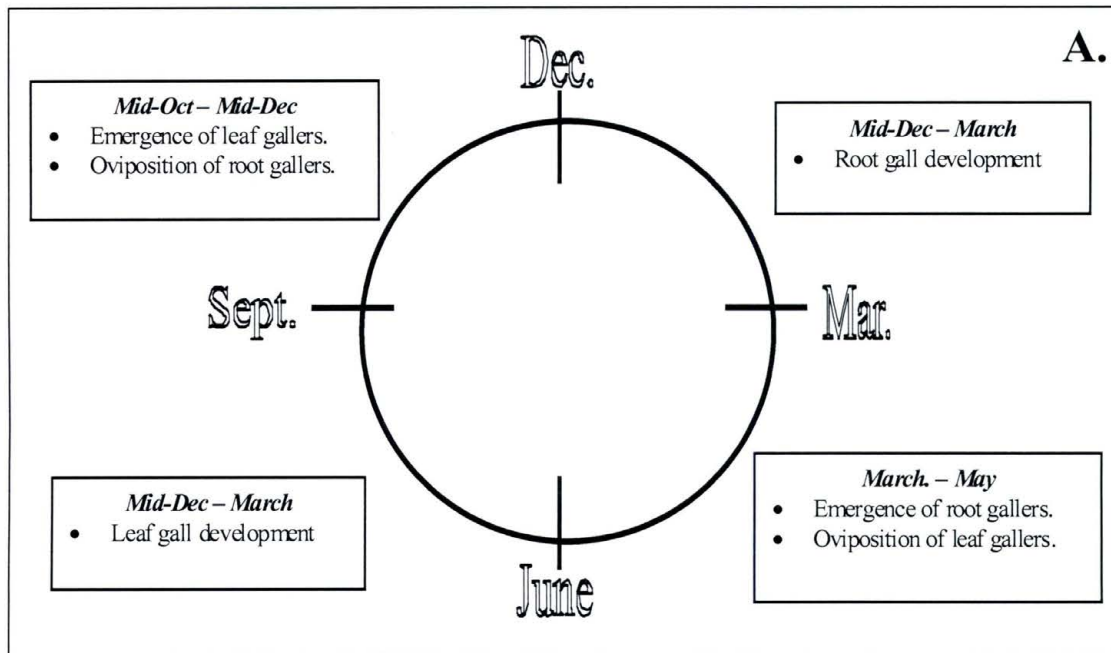 A.
Dec.
Mid-Oct – Mid-Dec
• Emergence of leaf gallers.
• Oviposition of root gallers.
Mid-Dec – March
• Root gall development
Sept.
Mar.
Mid-Dec – March
• Leaf gall development
March. – May
• Emergence of root gallers.
• Oviposition of leaf gallers.
June